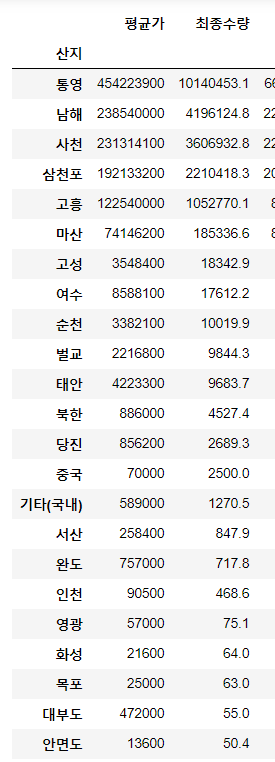 평균가 최종수량
산지
통영 454223900 10140453.1 66
남해 238540000 4196124.8 22
사천 231314100 3606932.8 22
삼천포 192133200 2210418.3 20
고흥 122540000 1052770.1 8
마산 74146200 185336.6 8
고성 3548400 18342.9
여수 8588100 17612.2
순천 3382100 10019.9
벌교 2216800 9844.3
태안 4223300 9683.7
북한 886000 4527.4
당진 856200 2689.3
중국 70000 2500.0
기타(국내) 589000 1270.5
서산 258400 847.9
완도 757000 717.8
인천 90500 468.6
영광 57000 75.1
화성 21600 64.0
목포 25000 63.0
대부도 472000 55.0
안면도 13600 50.4